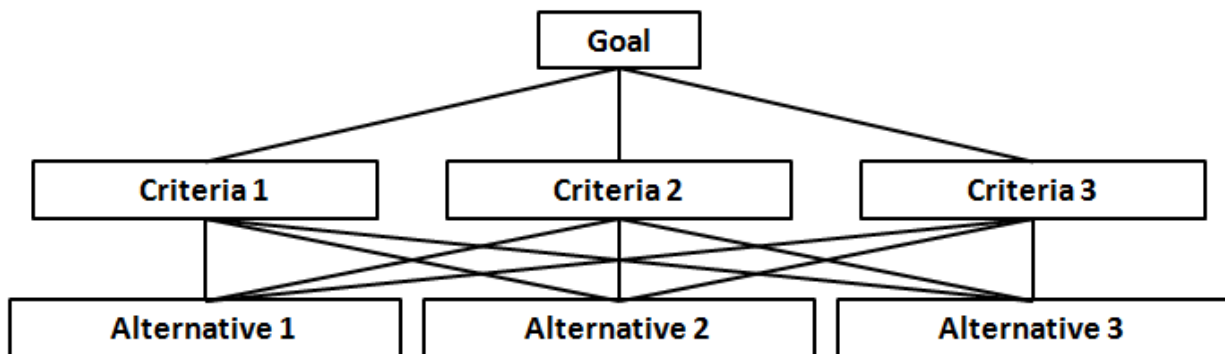 Goal
Criteria 1
Criteria 2
Criteria 3
Alternative 1
Alternative 2
Alternative 3